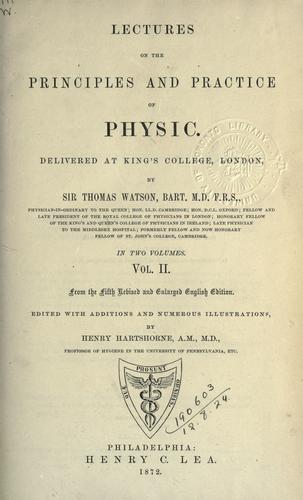 LECTURES
ON THE
PRINCIPLES AND PRACTICE
OF
PHYSIC.
DELIVERED AT KING'S COLLEGE, LONDON,
BY
SIR THOMAS WATSON, BART. M.D. F.R.S.,
PHYSICIAN-IN-ORDINARY TO THE QUEEN; HON. LL.D. CAMBRIDGE; HON. D.C.L. OXFORD; FELLOW AND
LATE PRESIDENT OF THE ROYAL COLLEGE OF PHYSICIANS IN LONDON; HONORARY FELLOW
OF THE KING'S AND QUEEN'S COLLEGE OF PHYSICIANS IN IRELAND; LATE PHYSICIAN
TO THE MIDDLESEX HOSPITAL; FORMERLY FELLOW AND NOW HONORARY
FELLOW OF ST. JOHN'S COLLEGE, CAMBRIDGE.
IN TWO VOLUMES.
VOL. II.
From the Fifth Revised and Enlarged English Edition.
EDITED WITH ADDITIONS AND NUMEROUS ILLUSTRATIONS,
BY
HENRY HARTSHORNE, A.M., M.D.,
PROFESSOR OF HYGIENE IN THE UNIVERSITY OF PENNSYLVANIA, ETC.
PROSUNT
190603
12.8.24.
PHILADELPHIA:
HENRY C. LEA.
1872.